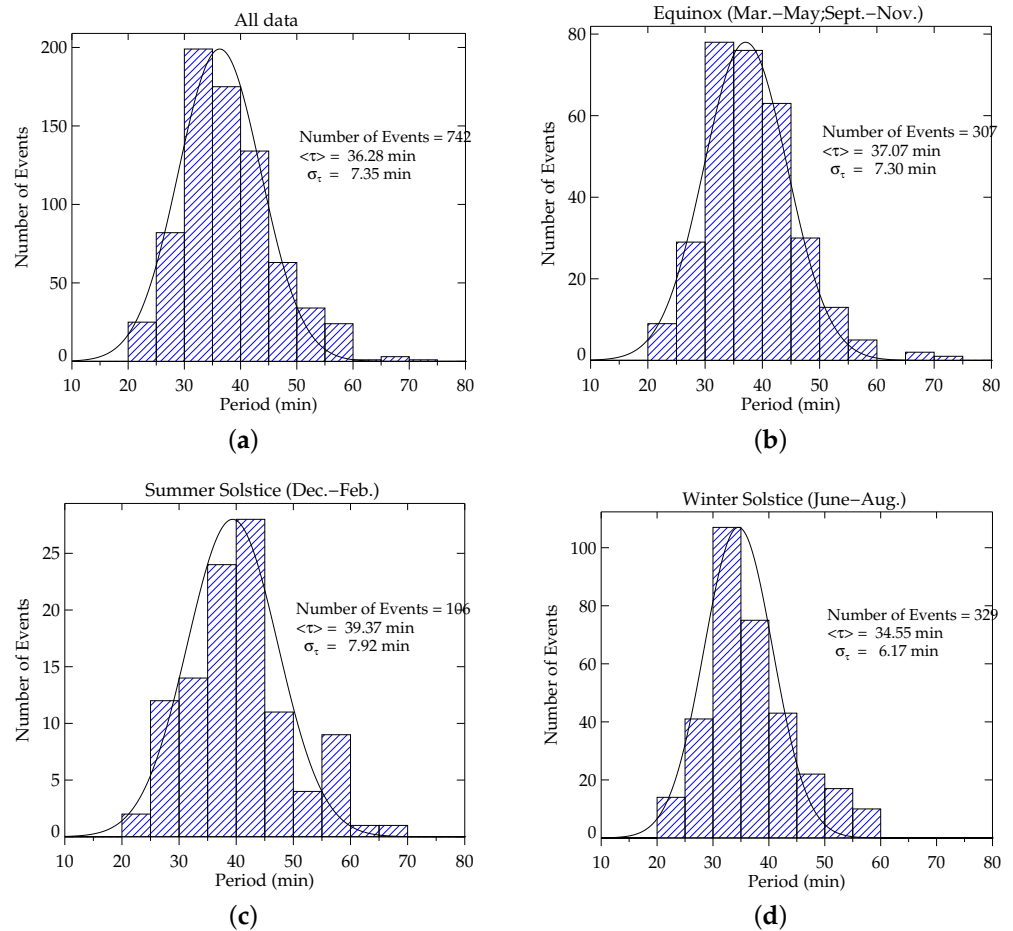 All data
200
150
100
50
0
10 20 30 40 50 60 70 80
Number of Events
Period (min)
Number of Events = 742
<τ> = 36.28 min
στ = 7.35 min
(a)
Equinox (Mar.−May;Sept.−Nov.)
80
60
40
20
0
10 20 30 40 50 60 70 80
Number of Events
Period (min)
Number of Events = 307
<τ> = 37.07 min
στ = 7.30 min
(b)
Summer Solstice (Dec.−Feb.)
25
20
15
10
5
0
10 20 30 40 50 60 70 80
Number of Events
Period (min)
Number of Events = 106
<τ> = 39.37 min
στ = 7.92 min
(c)
Winter Solstice (June−Aug.)
100
80
60
40
20
0
10 20 30 40 50 60 70 80
Number of Events
Period (min)
Number of Events = 329
<τ> = 34.55 min
στ = 6.17 min
(d)